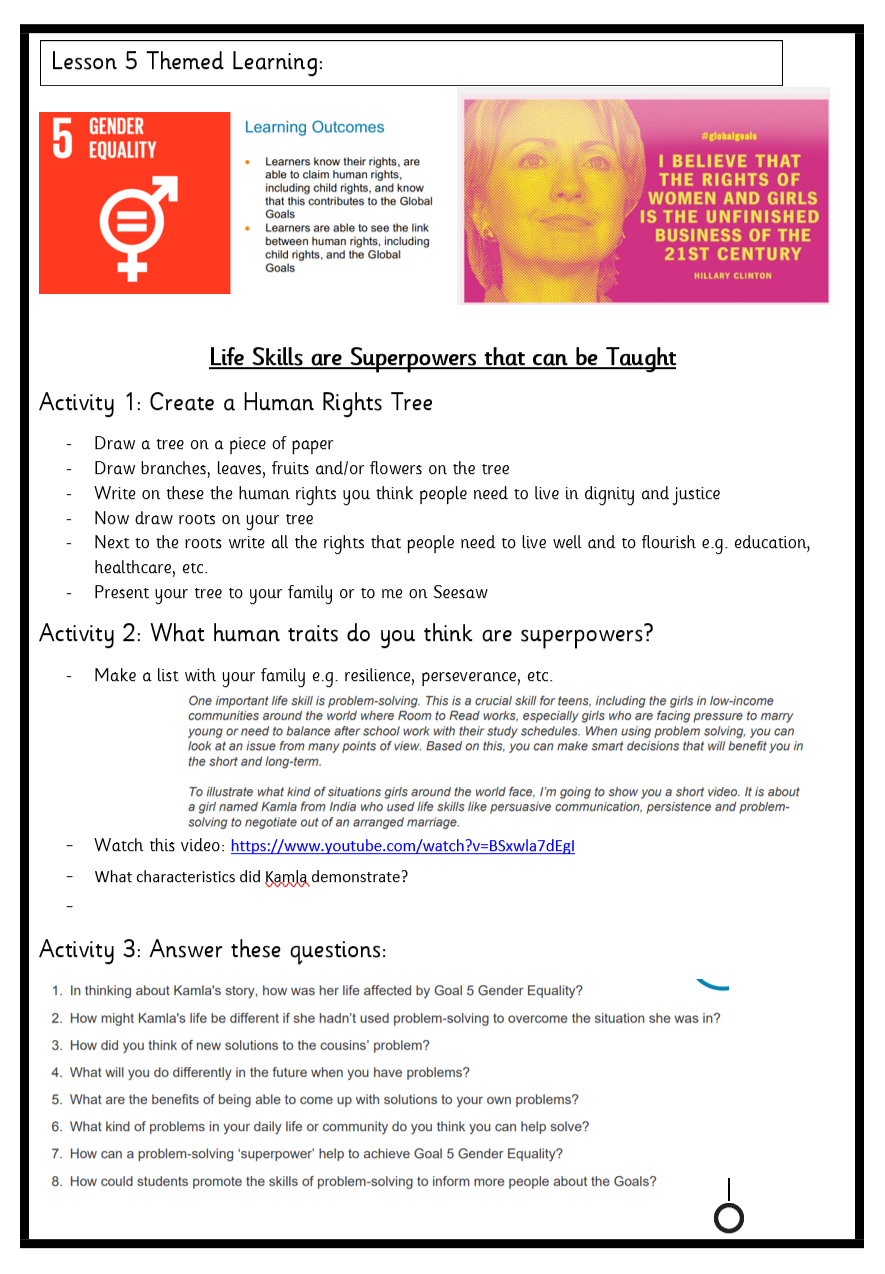 Lesson 5 Themed Learning:
5 GENDER
EQUALITY
Learning Outcomes
• Learners know their rights, are
able to claim human rights,
including child rights, and know
that this contributes to the Global
Goals
• Learners are able to see the link
between human rights, including
child rights, and the Global
Goals
#globalgoals
I BELIEVE THAT
THE RIGHTS OF
WOMEN AND GIRLS
IS THE UNFINISHED
BUSINESS OF THE
21ST CENTURY
HILLARY CLINTON
Life Skills are Superpowers that can be Taught
Activity 1: Create a Human Rights Tree
- Draw a tree on a piece of paper
- Draw branches, leaves, fruits and/or flowers on the tree
- Write on these the human rights you think people need to live in dignity and justice
- Now draw roots on your tree
- Next to the roots write all the rights that people need to live well and to flourish e.g. education,
healthcare, etc.
- Present your tree to your family or to me on Seesaw
Activity 2: What human traits do you think are superpowers?
- Make a list with your family e.g. resilience, perseverance, etc.
One important life skill is problem-solving. This is a crucial skill for teens, including the girls in low-income
communities around the world where Room to Read works, especially girls who are facing pressure to marry
young or need to balance after school work with their study schedules. When using problem solving, you can
look at an issue from many points of view. Based on this, you can make smart decisions that will benefit you in
the short and long-term.
To illustrate what kind of situations girls around the world face, I'm going to show you a short video. It is about
a girl named Kamla from India who used life skills like persuasive communication, persistence and problem-
solving to negotiate out of an arranged marriage.
- Watch this video: https://www.youtube.com/watch?v=BSxwla7dEgI
- What characteristics did Kamla demonstrate?
-
Activity 3: Answer these questions:
1. In thinking about Kamla's story, how was her life affected by Goal 5 Gender Equality?
2. How might Kamla's life be different if she hadn't used problem-solving to overcome the situation she was in?
3. How did you think of new solutions to the cousins' problem?
4. What will you do differently in the future when you have problems?
5. What are the benefits of being able to come up with solutions to your own problems?
6. What kind of problems in your daily life or community do you think you can help solve?
7. How can a problem-solving 'superpower' help to achieve Goal 5 Gender Equality?
8. How could students promote the skills of problem-solving to inform more people about the Goals?